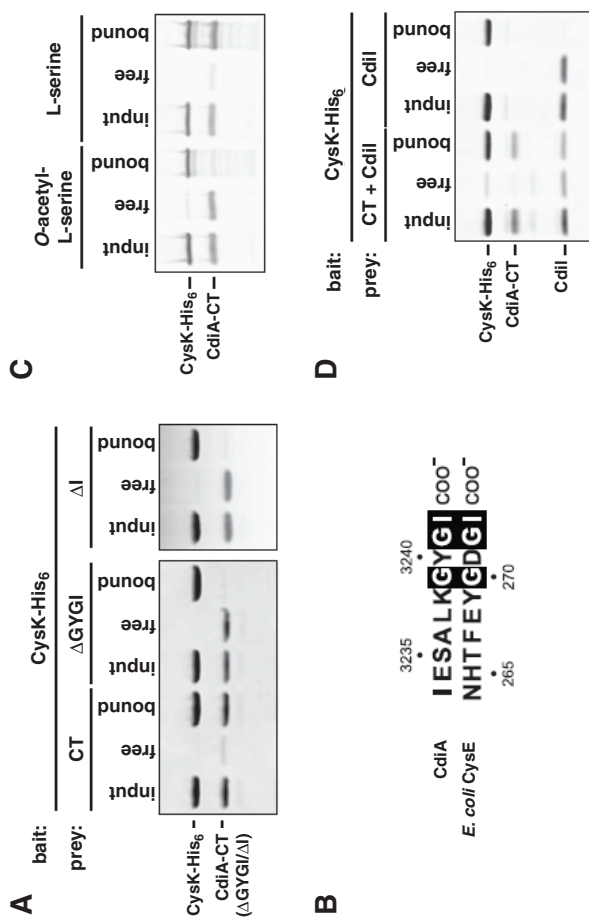 A
bait:
CysK-His6
prey:
CT
ΔGYGI
ΔI
input
free
bound
input
free
bound
input
free
bound
CysK-His6
CdiA-CT
(ΔGYGI/ΔI)
B
3235
3240
CdiA
IESALKGYGI COO-
E. coli CysE
NHTFEYGDGI COO-
265
270
C
O-acetyl-
L-serine
L-serine
input
free
bound
input
free
bound
CysK-His6
CdiA-CT
D
bait:
CysK-His6
prey:
CT + CdiI
CdiI
input
free
bound
input
free
bound
CysK-His6
CdiA-CT
CdiI